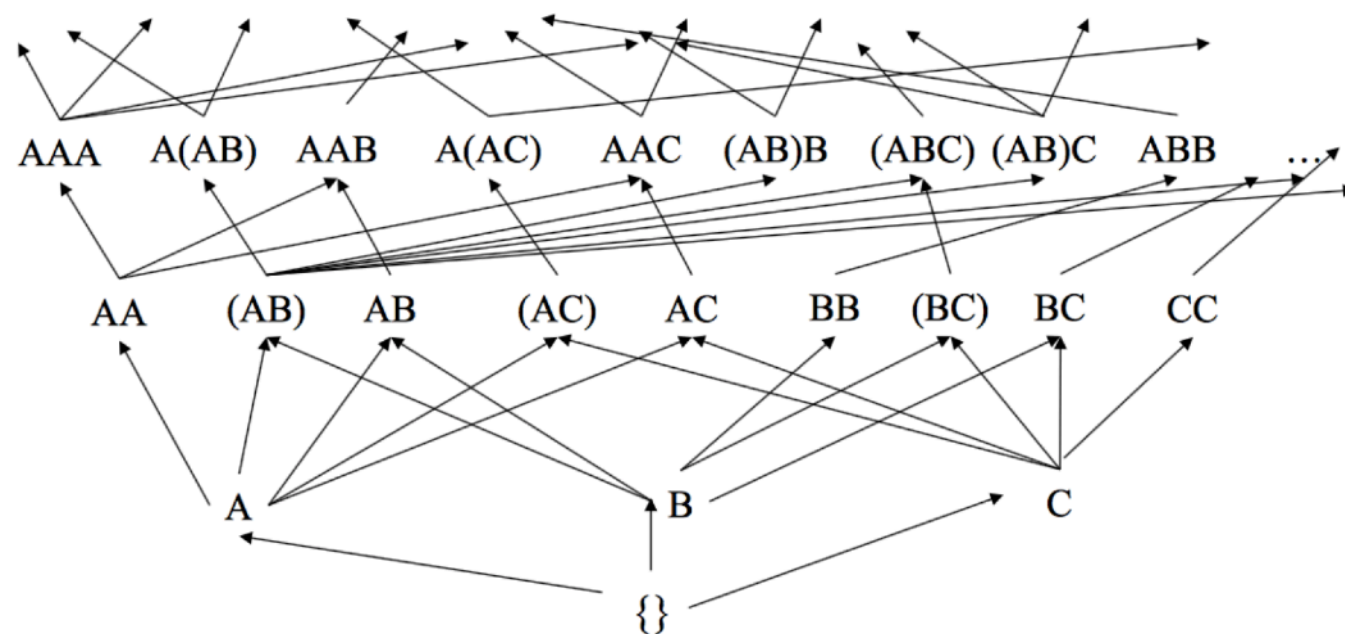 AAA A(AB) AAB A(AC) AAC (AB)B (ABC) (AB)C ABB ...
AA (AB) AB (AC) AC BB (BC) BC CC
A B C
{}